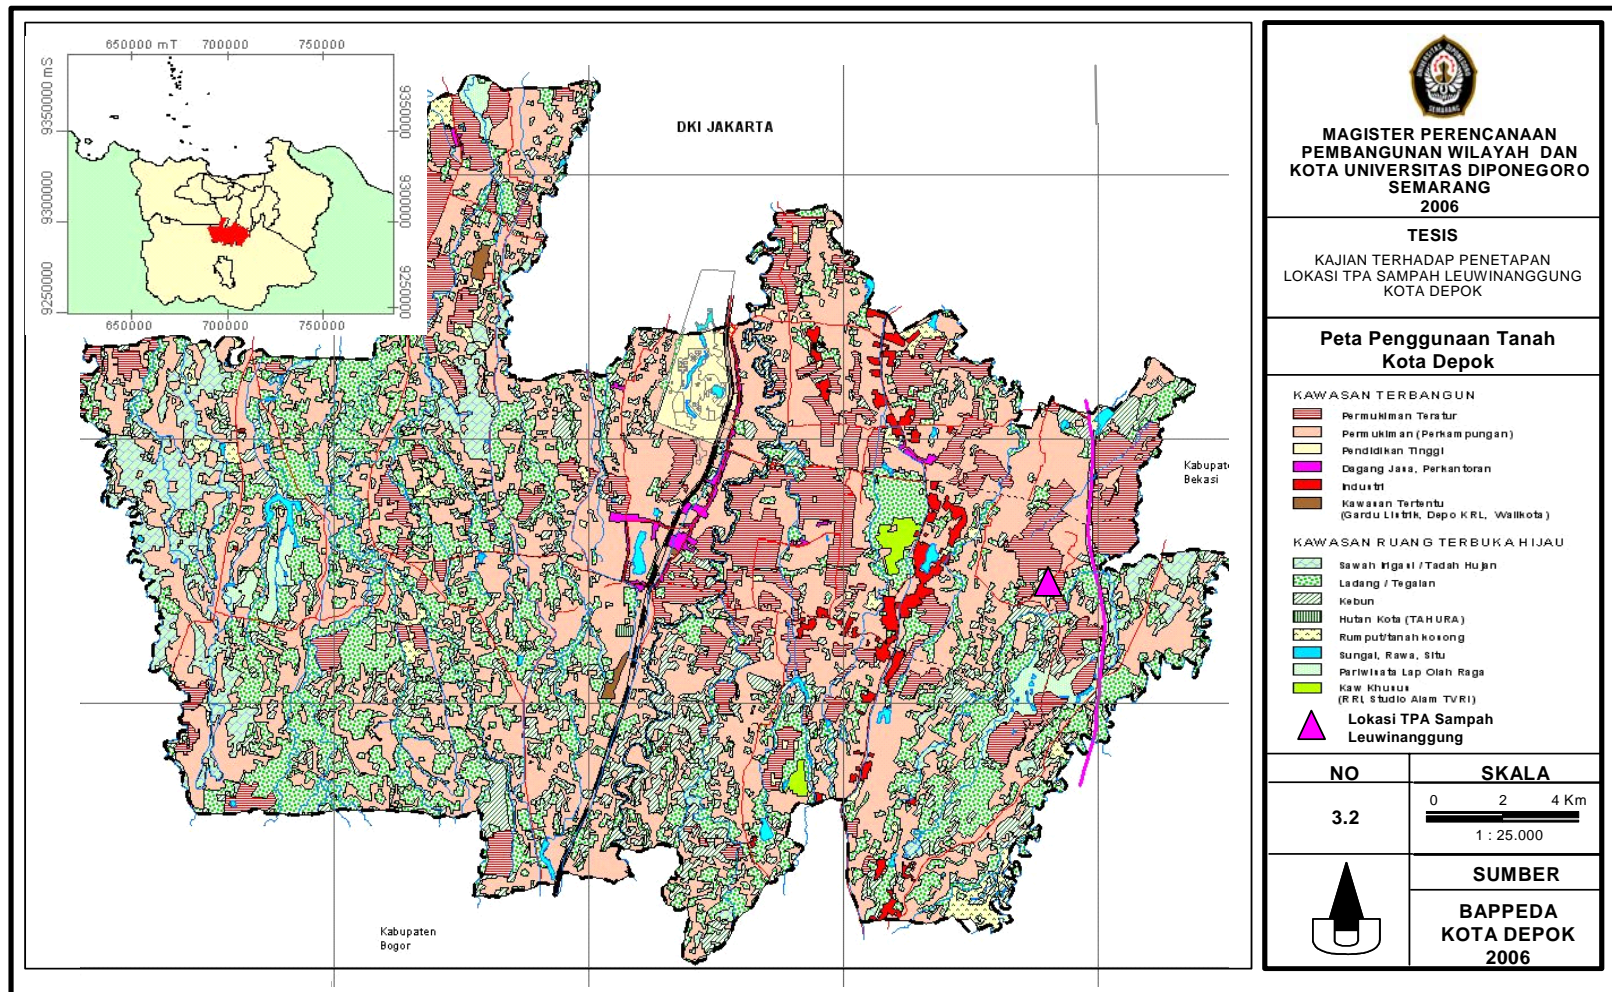 650000 mT 700000 750000
9350000 mS
9300000
9250000
9350000
9300000
9250000
650000 700000 750000
DKI JAKARTA
Kabupat
Bekasi
Kabupaten
Bogor
UNIVERSITAS DIPONEGORO
SEMARANG
MAGISTER PERENCANAAN
PEMBANGUNAN WILAYAH DAN
KOTA UNIVERSITAS DIPONEGORO
SEMARANG
2006
TESIS
KAJIAN TERHADAP PENETAPAN
LOKASI TPA SAMPAH LEUWINANGGUNG
KOTA DEPOK
Peta Penggunaan Tanah
Kota Depok
KAWASAN TERBANGUN
Permukiman Teratur
Permukiman (Perkampungan)
Pendidikan Tinggi
Dagang Jasa, Perkantoran
Industri
Kawasan Tertentu
(Gardu Listrik, Depo KRL, Walikota)
KAWASAN RUANG TERBUKA HIJAU
Sawah Irigasi / Tadah Hujan
Ladang / Tegalan
Kebun
Hutan Kota (TAHURA)
Rumput/tanah kosong
Sungai, Rawa, Situ
Pariwisata Lap Olah Raga
Kaw Khusus
(RRI, Studio Alam TVRI)
Lokasi TPA Sampah
Leuwinanggung
NO
3.2
SKALA
0 2 4 Km
1 : 25.000
SUMBER
BAPPEDA
KOTA DEPOK
2006